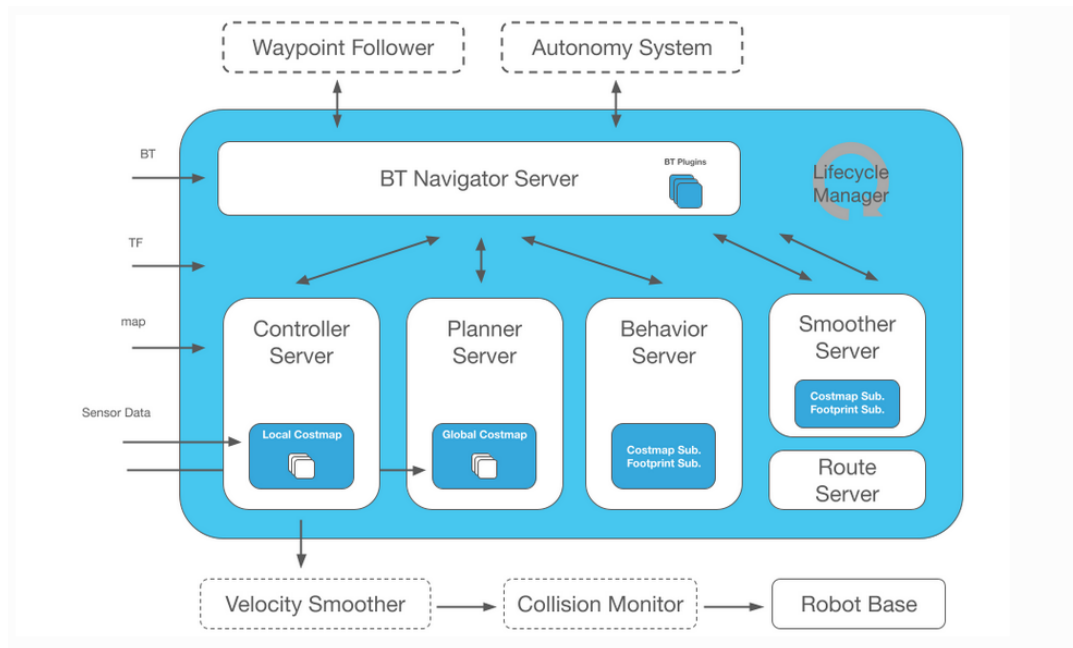 Waypoint Follower
Autonomy System
BT
BT Navigator Server
BT Plugins
Lifecycle
Manager
TF
map
Sensor Data
Controller
Server
Local Costmap
Planner
Server
Global Costmap
Behavior
Server
Costmap Sub.
Footprint Sub.
Smoother
Server
Costmap Sub.
Footprint Sub.
Route
Server
Velocity Smoother
Collision Monitor
Robot Base